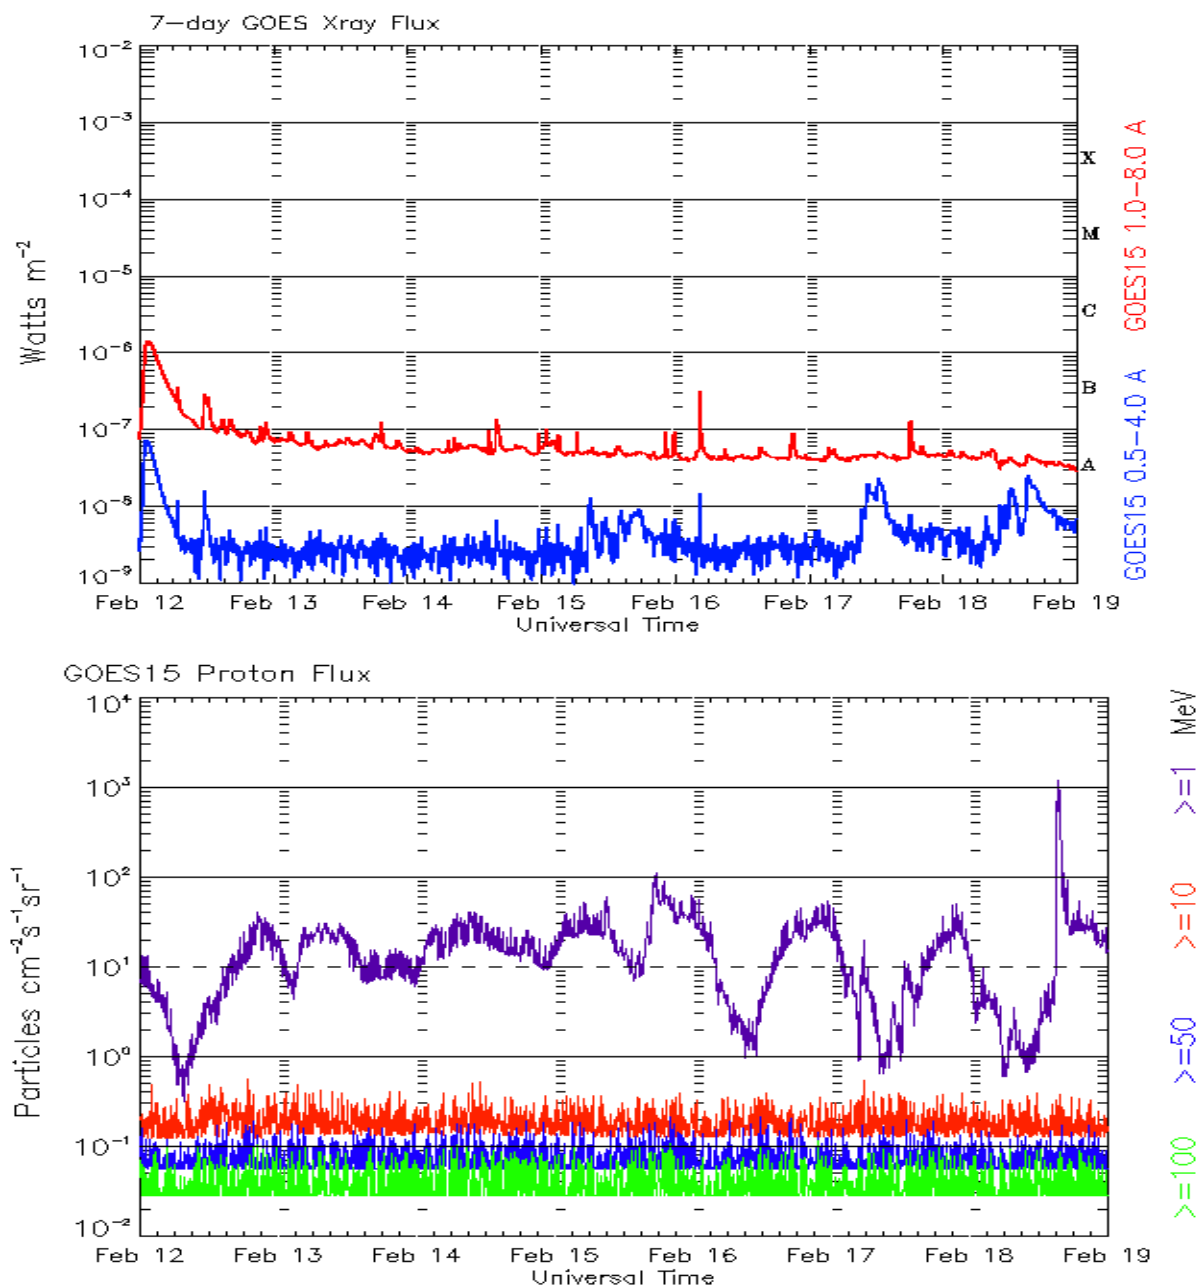 7-day GOES Xray Flux
10⁻²
10⁻³
10⁻⁴
10⁻⁵
10⁻⁶
10⁻⁷
10⁻⁸
10⁻⁹
Watts m⁻²
X
M
C
B
A
GOES15 1.0-8.0 A
GOES15 0.5-4.0 A
Feb 12 Feb 13 Feb 14 Feb 15 Feb 16 Feb 17 Feb 18 Feb 19
Universal Time
GOES15 Proton Flux
10⁴
10³
10²
10¹
10⁰
10⁻¹
10⁻²
Particles cm⁻²s⁻¹sr⁻¹
>=1 MeV
>=10
>=50
>=100
Feb 12 Feb 13 Feb 14 Feb 15 Feb 16 Feb 17 Feb 18 Feb 19
Universal Time